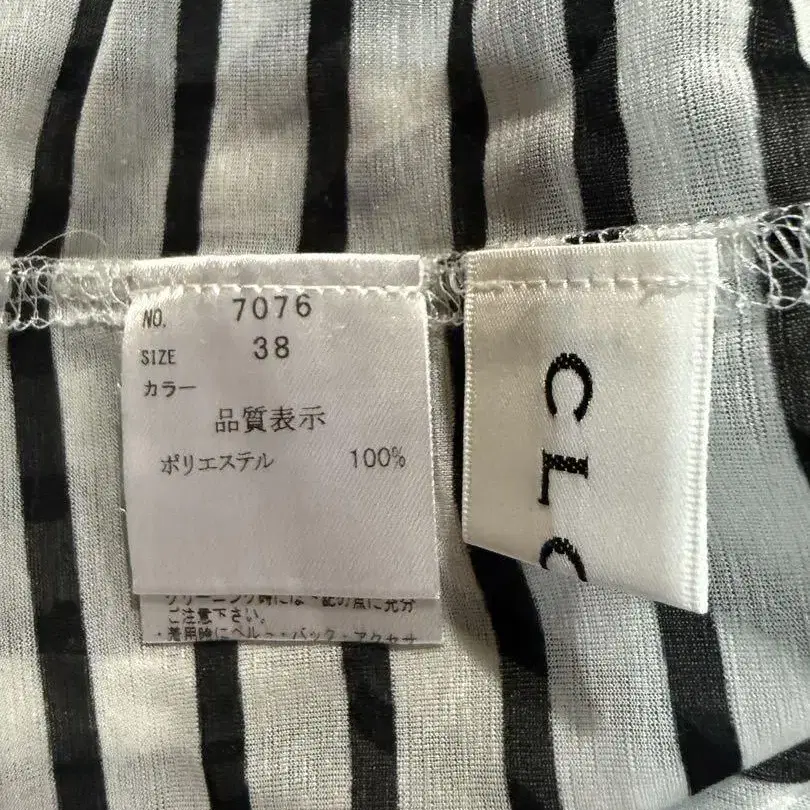 NO. 7076
SIZE 38
カラー
品質表示
ポリエステル 100%
ご注意下さい。
CL